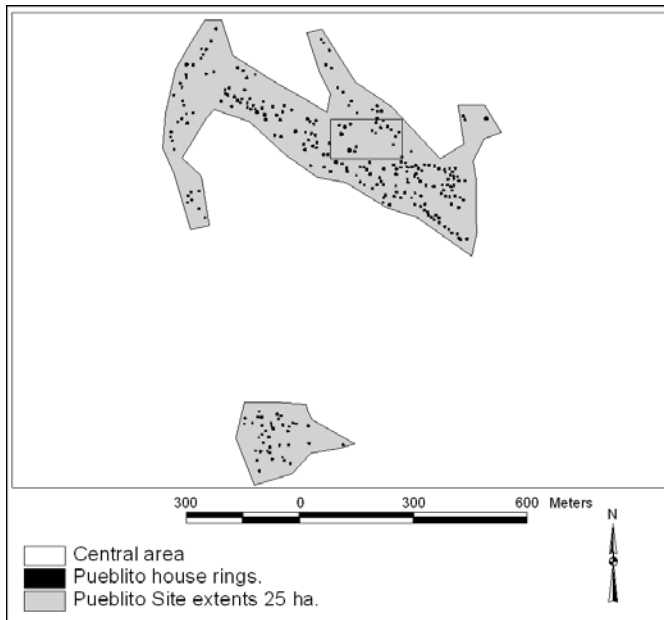 300 0 300 600 Meters
N
Central area
Pueblito house rings.
Pueblito Site extents 25 ha.